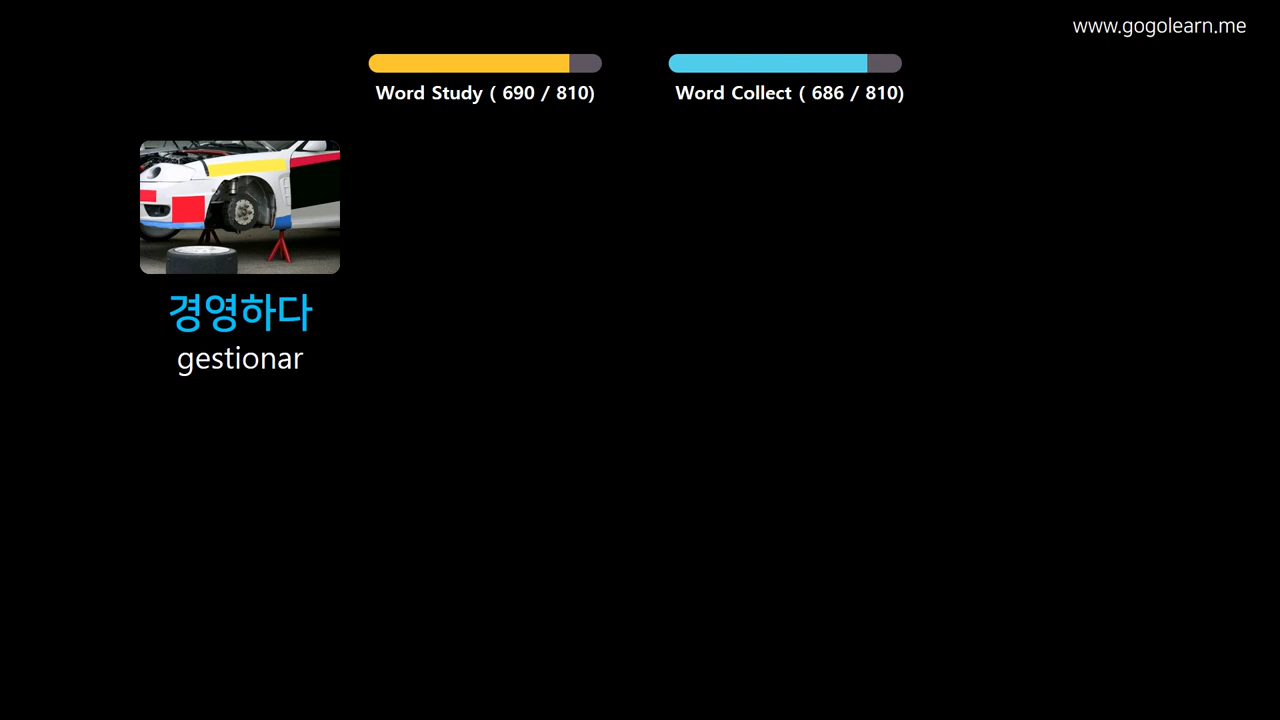 www.gogolearn.me
Word Study ( 690 / 810)
Word Collect ( 686 / 810)
경영하다
gestionar